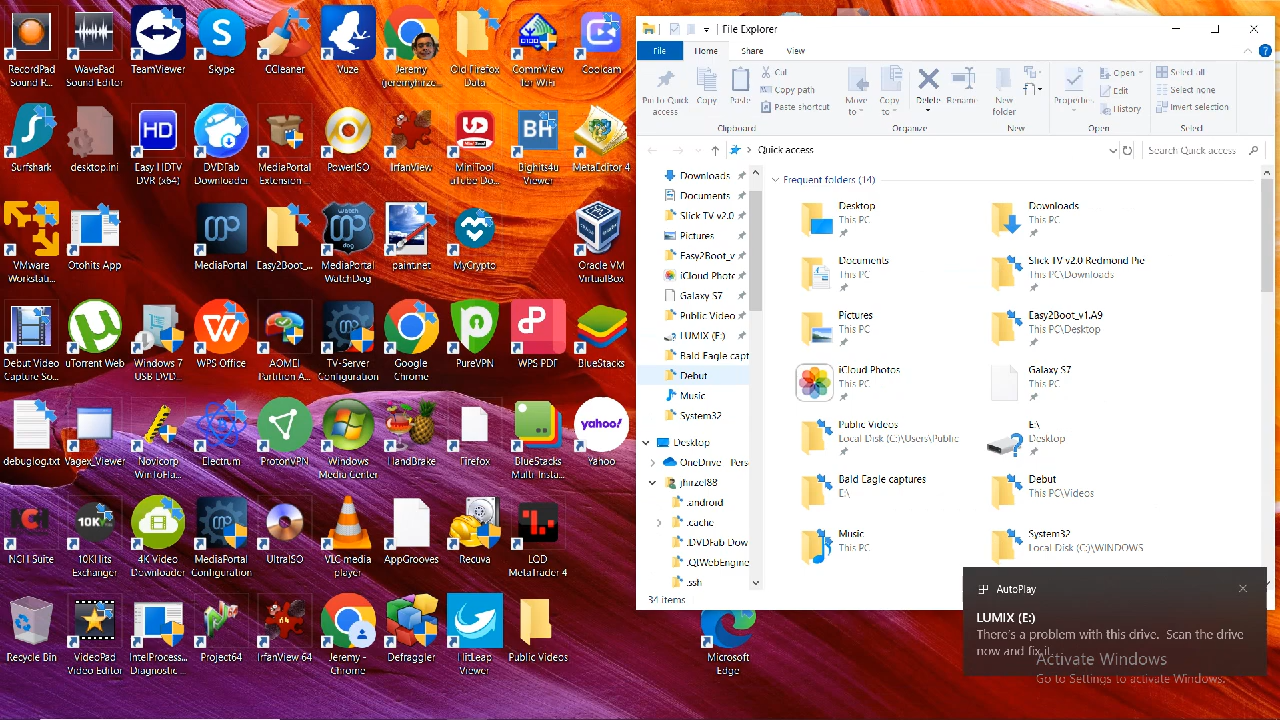 RecordPad
Sound R...
WavePad
Sound Editor
TeamViewer
Skype
CCleaner
Vuze
Jeremy
(jeremyhirze...
Old Firefox
Data
CommView
for WiFi
Coolcam
Surfshark
desktop.ini
HD
Easy HDTV
DVR (x64)
DVDFab
Downloader
MediaPortal
Extension ...
PowerISO
IrfanView
MiniTool
uTube Do...
BH
Bighits4u
Viewer
MetaEditor 4
VMware
Workstati...
Otohits App
MediaPortal
Easy2Boot_...
MediaPortal
WatchDog
paint.net
MyCrypto
Oracle VM
VirtualBox
Debut Video
Capture So...
uTorrent Web
Windows 7
USB DVD...
WPS Office
AOMEI
Partition A...
TV-Server
Configuration
Google
Chrome
PureVPN
WPS PDF
BlueStacks
debuglog.txt
Vagex_Viewer
Novicorp
WinToFla...
Electrum
ProtonVPN
Windows
Media Center
HandBrake
Firefox
BlueStacks
Multi-Insta...
yahoo!
Yahoo
NCH
NCH Suite
10KH
10KHits
Exchanger
4K Video
Downloader
MediaPortal
Configuration
UltraISO
VLC media
player
AppGrooves
Recuva
LQD
MetaTrader 4
Recycle Bin
VideoPad
Video Editor
IntelProcess...
Diagnostic ...
Project64
64
IrfanView 64
Jeremy -
Chrome
Defraggler
HitLeap
Viewer
Public Videos
Microsoft
Edge
File Explorer
File
Home
Share
View
Pin to Quick
access
Copy
Paste
Cut
Copy path
Paste shortcut
Clipboard
Move
to
Copy
to
Delete
Rename
Organize
New
folder
New
Properties
Open
Edit
History
Open
Select all
Select none
Invert selection
Select
Quick access
Search Quick access
Downloads
Documents
Slick TV v2.0
Pictures
Easy2Boot_v
iCloud Photo
Galaxy S7
Public Video
LUMIX (E:)
Bald Eagle capt
Debut
Music
System32
Desktop
OneDrive - Pers
jhirzel88
.android
.cache
.DVDFab Dow
.QtWebEngine
.ssh
34 items
Frequent folders (14)
Desktop
This PC
Downloads
This PC
Documents
This PC
Slick TV v2.0 Redmond Pie
This PC\Downloads
Pictures
This PC
Easy2Boot_v1.A9
This PC\Desktop
iCloud Photos
This PC
Galaxy S7
This PC
Public Videos
Local Disk (C:)\Users\Public
E:\
Desktop
Bald Eagle captures
E:\
Debut
This PC\Videos
Music
This PC
System32
Local Disk (C:)\WINDOWS
AutoPlay
LUMIX (E:)
There's a problem with this drive. Scan the drive
now and fix it.
Activate Windows
Go to Settings to activate Windows.